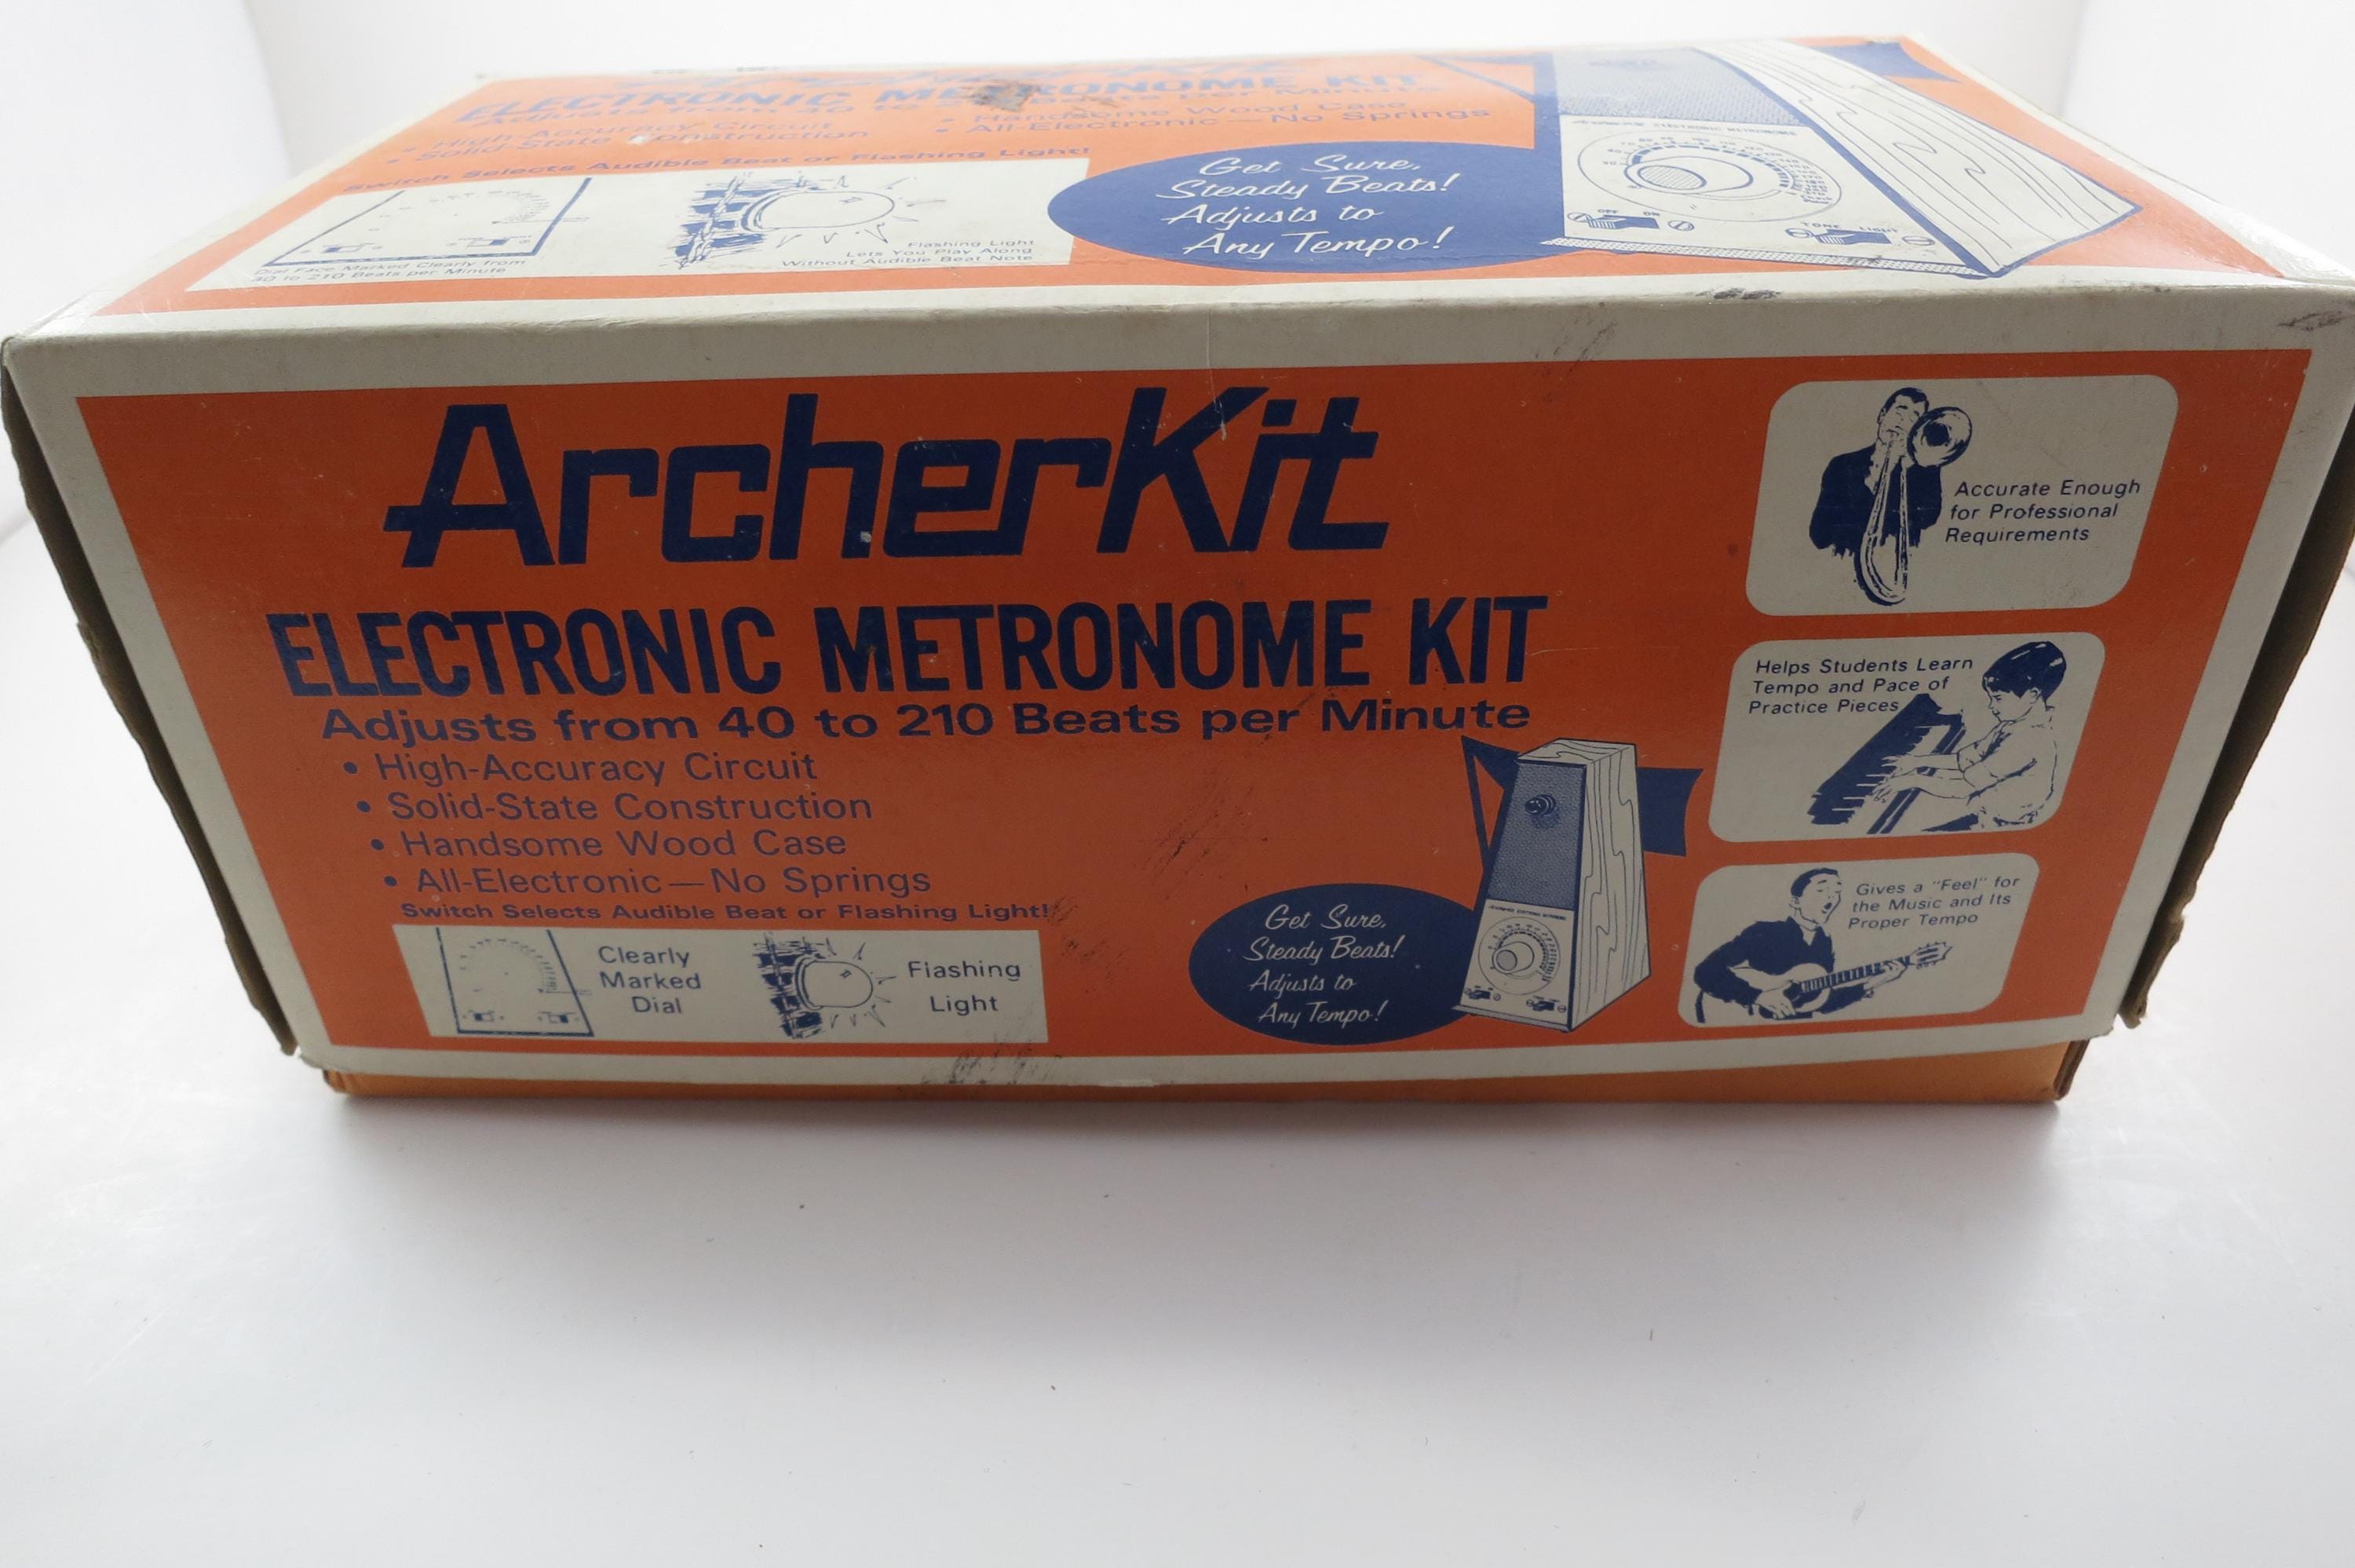 ELECTRONIC METRONOME KIT
• High-Accuracy Circuit
• Solid-State Construction
• Handsome Wood Case
• All-Electronic—No Springs
Switch Selects Audible Beat or Flashing Light!
Dial Face Marked Clearly from
40 to 210 Beats per Minute
Flashing Light
Lets You Play Along
Without Audible Beat Note
Get Sure,
Steady Beats!
Adjusts to
Any Tempo!
ELECTRONIC METRONOME
OFF ON
TONE LIGHT
ArcherKit
ELECTRONIC METRONOME KIT
Adjusts from 40 to 210 Beats per Minute
• High-Accuracy Circuit
• Solid-State Construction
• Handsome Wood Case
• All-Electronic—No Springs
Switch Selects Audible Beat or Flashing Light!
Clearly
Marked
Dial
Flashing
Light
Get Sure,
Steady Beats!
Adjusts to
Any Tempo!
Accurate Enough
for Professional
Requirements
Helps Students Learn
Tempo and Pace of
Practice Pieces
Gives a "Feel" for
the Music and Its
Proper Tempo